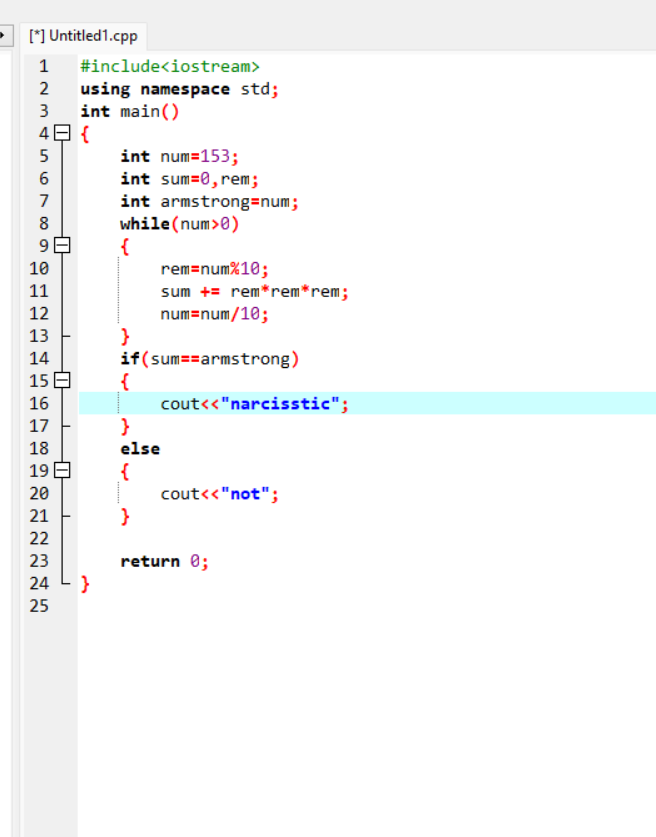 [*] Untitled1.cpp
1 #include<iostream>
2 using namespace std;
3 int main()
4 {
5 int num=153;
6 int sum=0,rem;
7 int armstrong=num;
8 while(num>0)
9 {
10 rem=num%10;
11 sum += rem*rem*rem;
12 num=num/10;
13 }
14 if(sum==armstrong)
15 {
16 cout<<"narcisstic";
17 }
18 else
19 {
20 cout<<"not";
21 }
22
23 return 0;
24 }
25